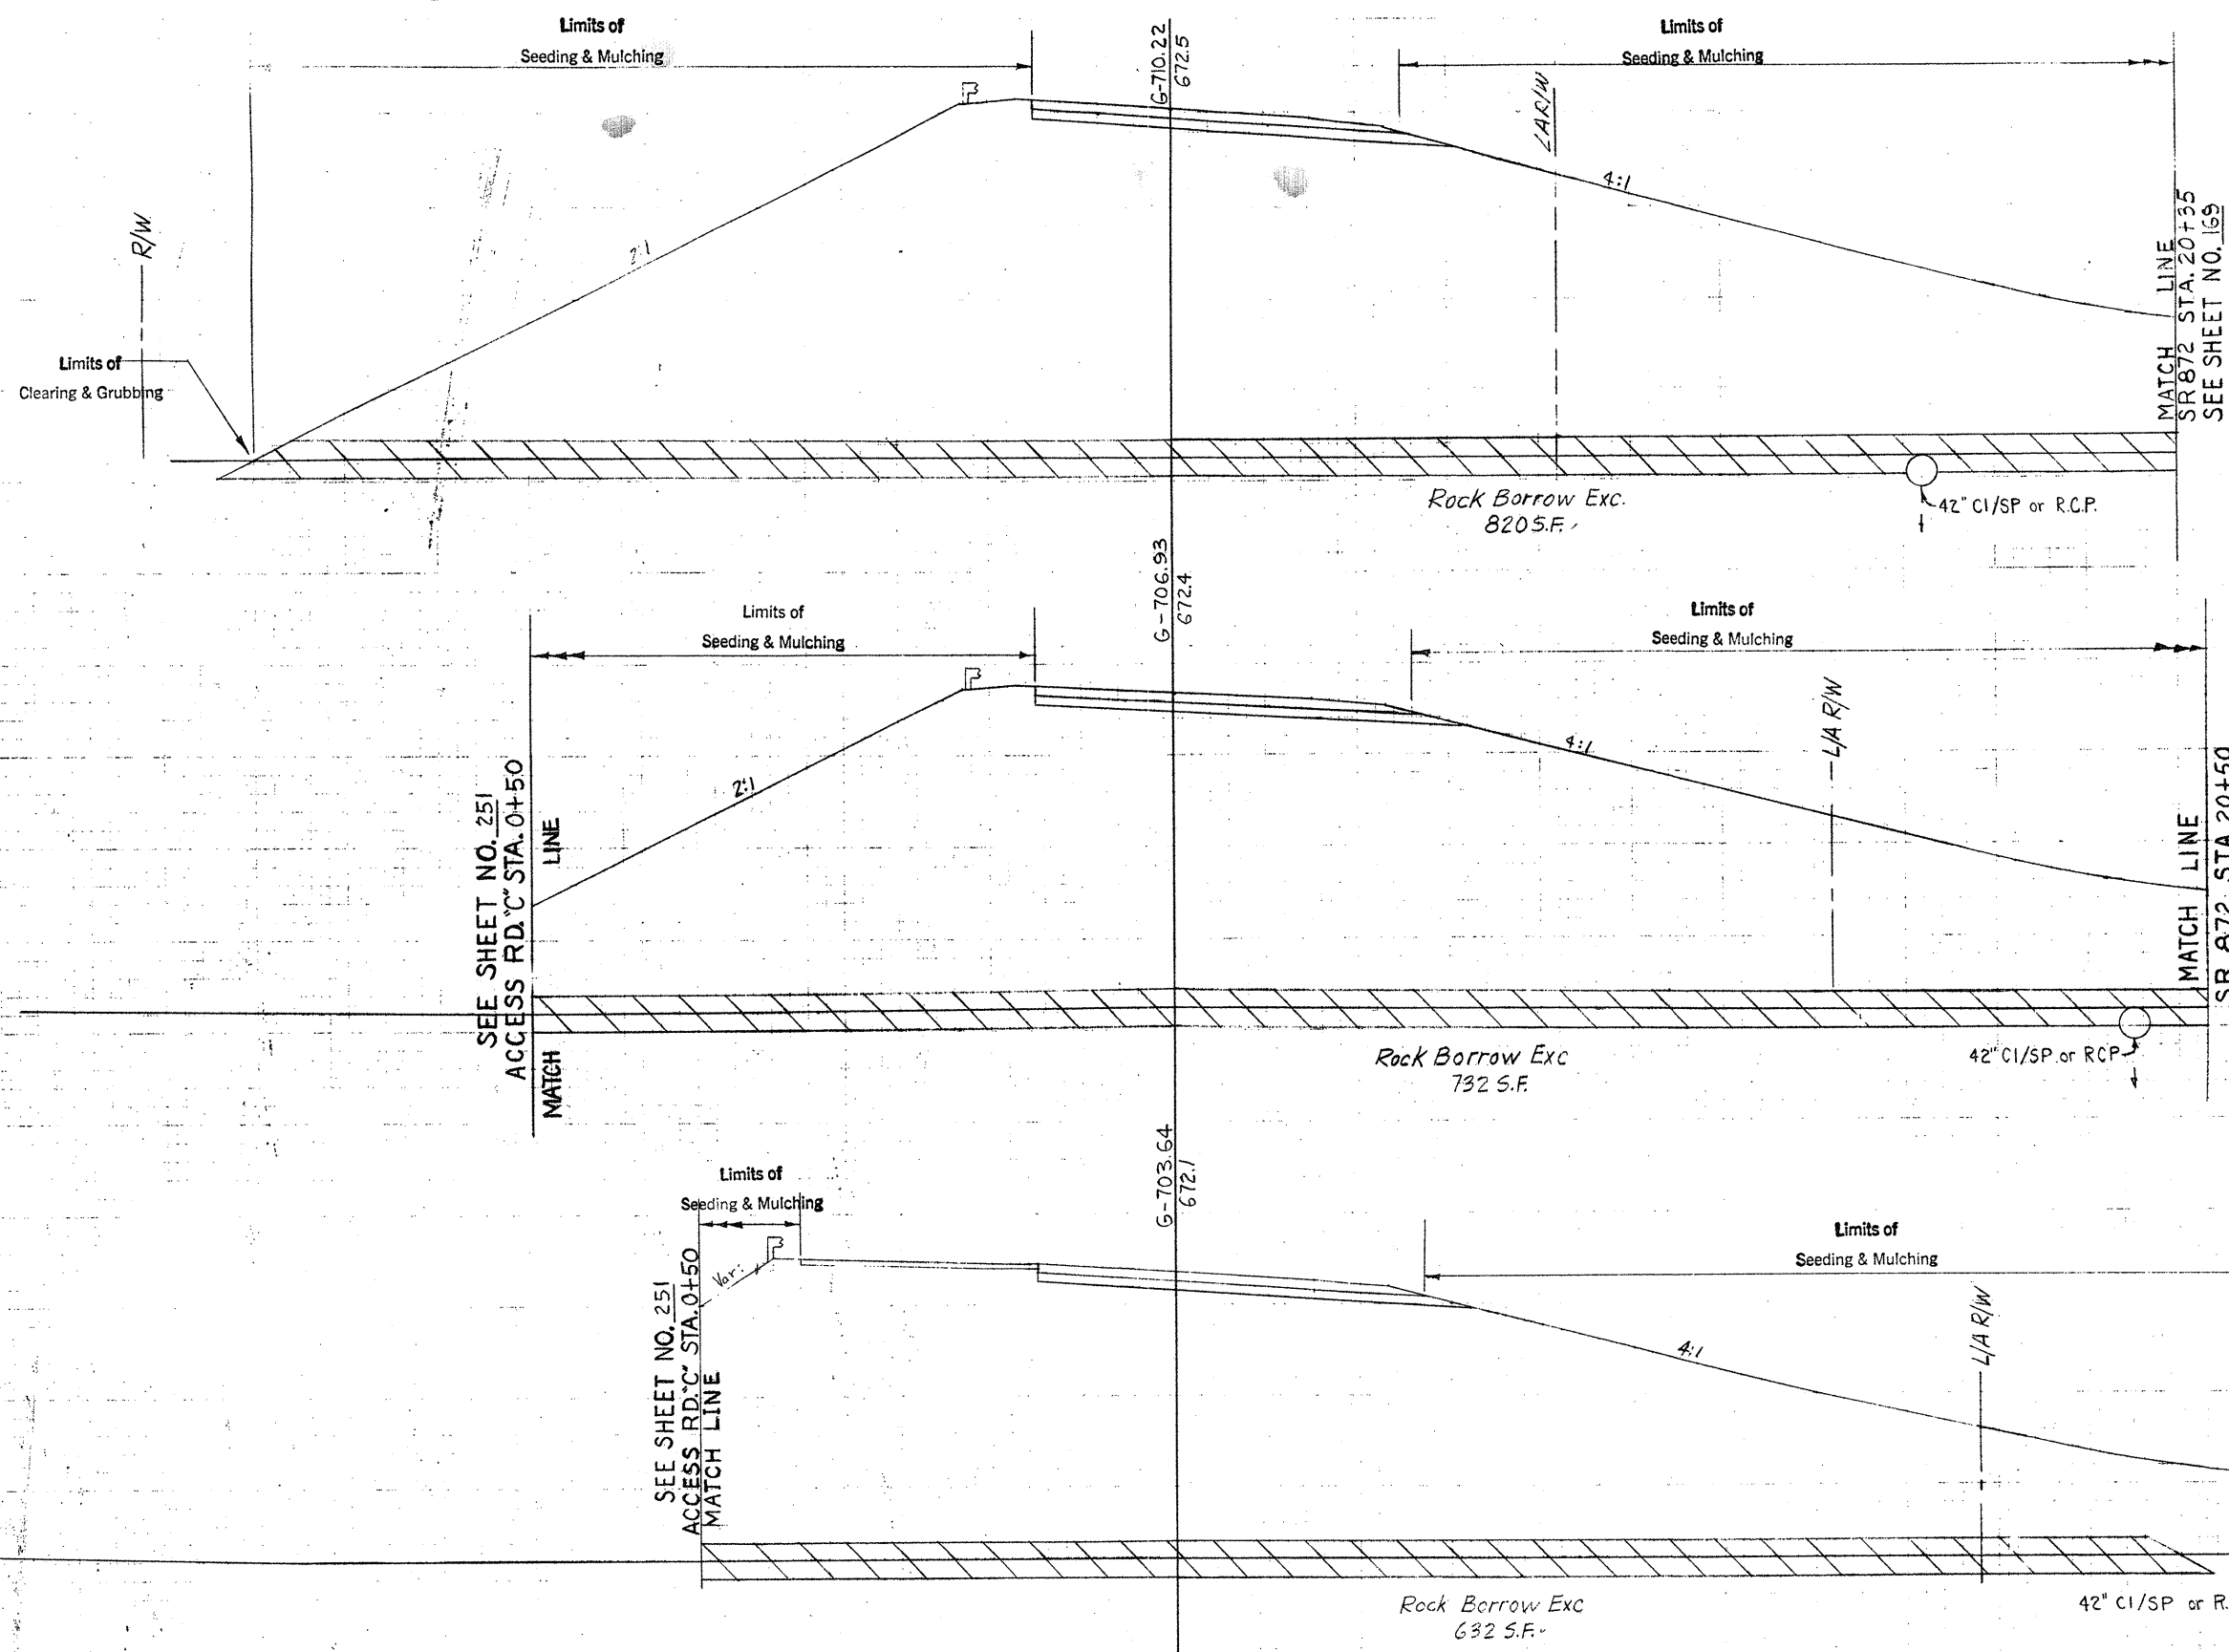 Limits of
Seeding & Mulching
G-710.22
672.5
Limits of
Seeding & Mulching
R/W
2:1
LAR/W
4:1
Limits of
Clearing & Grubbing
MATCH LINE
SR872 STA. 20+35
SEE SHEET NO. 169
Rock Borrow Exc.
820 S.F.
42" CI/SP or R.C.P.
Limits of
Seeding & Mulching
G-706.93
672.4
Limits of
Seeding & Mulching
2:1
4:1
L/A R/W
SEE SHEET NO. 251
ACCESS RD."C" STA. 0+50
MATCH LINE
MATCH LINE
SR 872 STA 20+50
Rock Borrow Exc
732 S.F.
42" CI/SP or RCP
Limits of
Seeding & Mulching
G-703.64
672.1
Limits of
Seeding & Mulching
Var:
4:1
L/A R/W
SEE SHEET NO. 251
ACCESS RD."C" STA. 0+50
MATCH LINE
Rock Borrow Exc
632 S.F.
42" CI/SP or R.